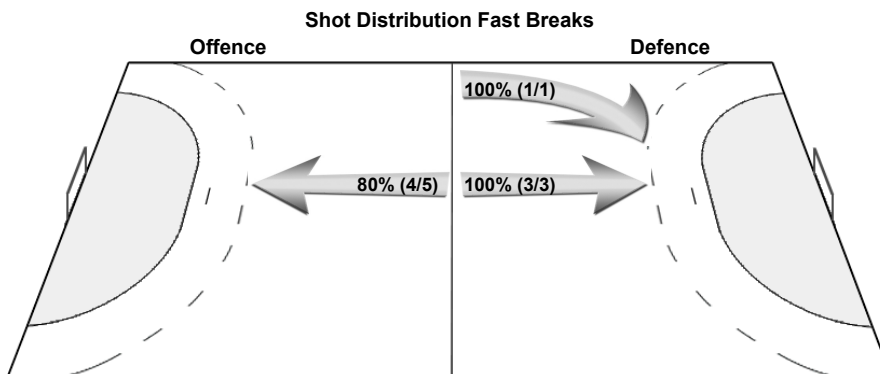 Shot Distribution Fast Breaks
Offence
Defence
100% (1/1)
80% (4/5)
100% (3/3)